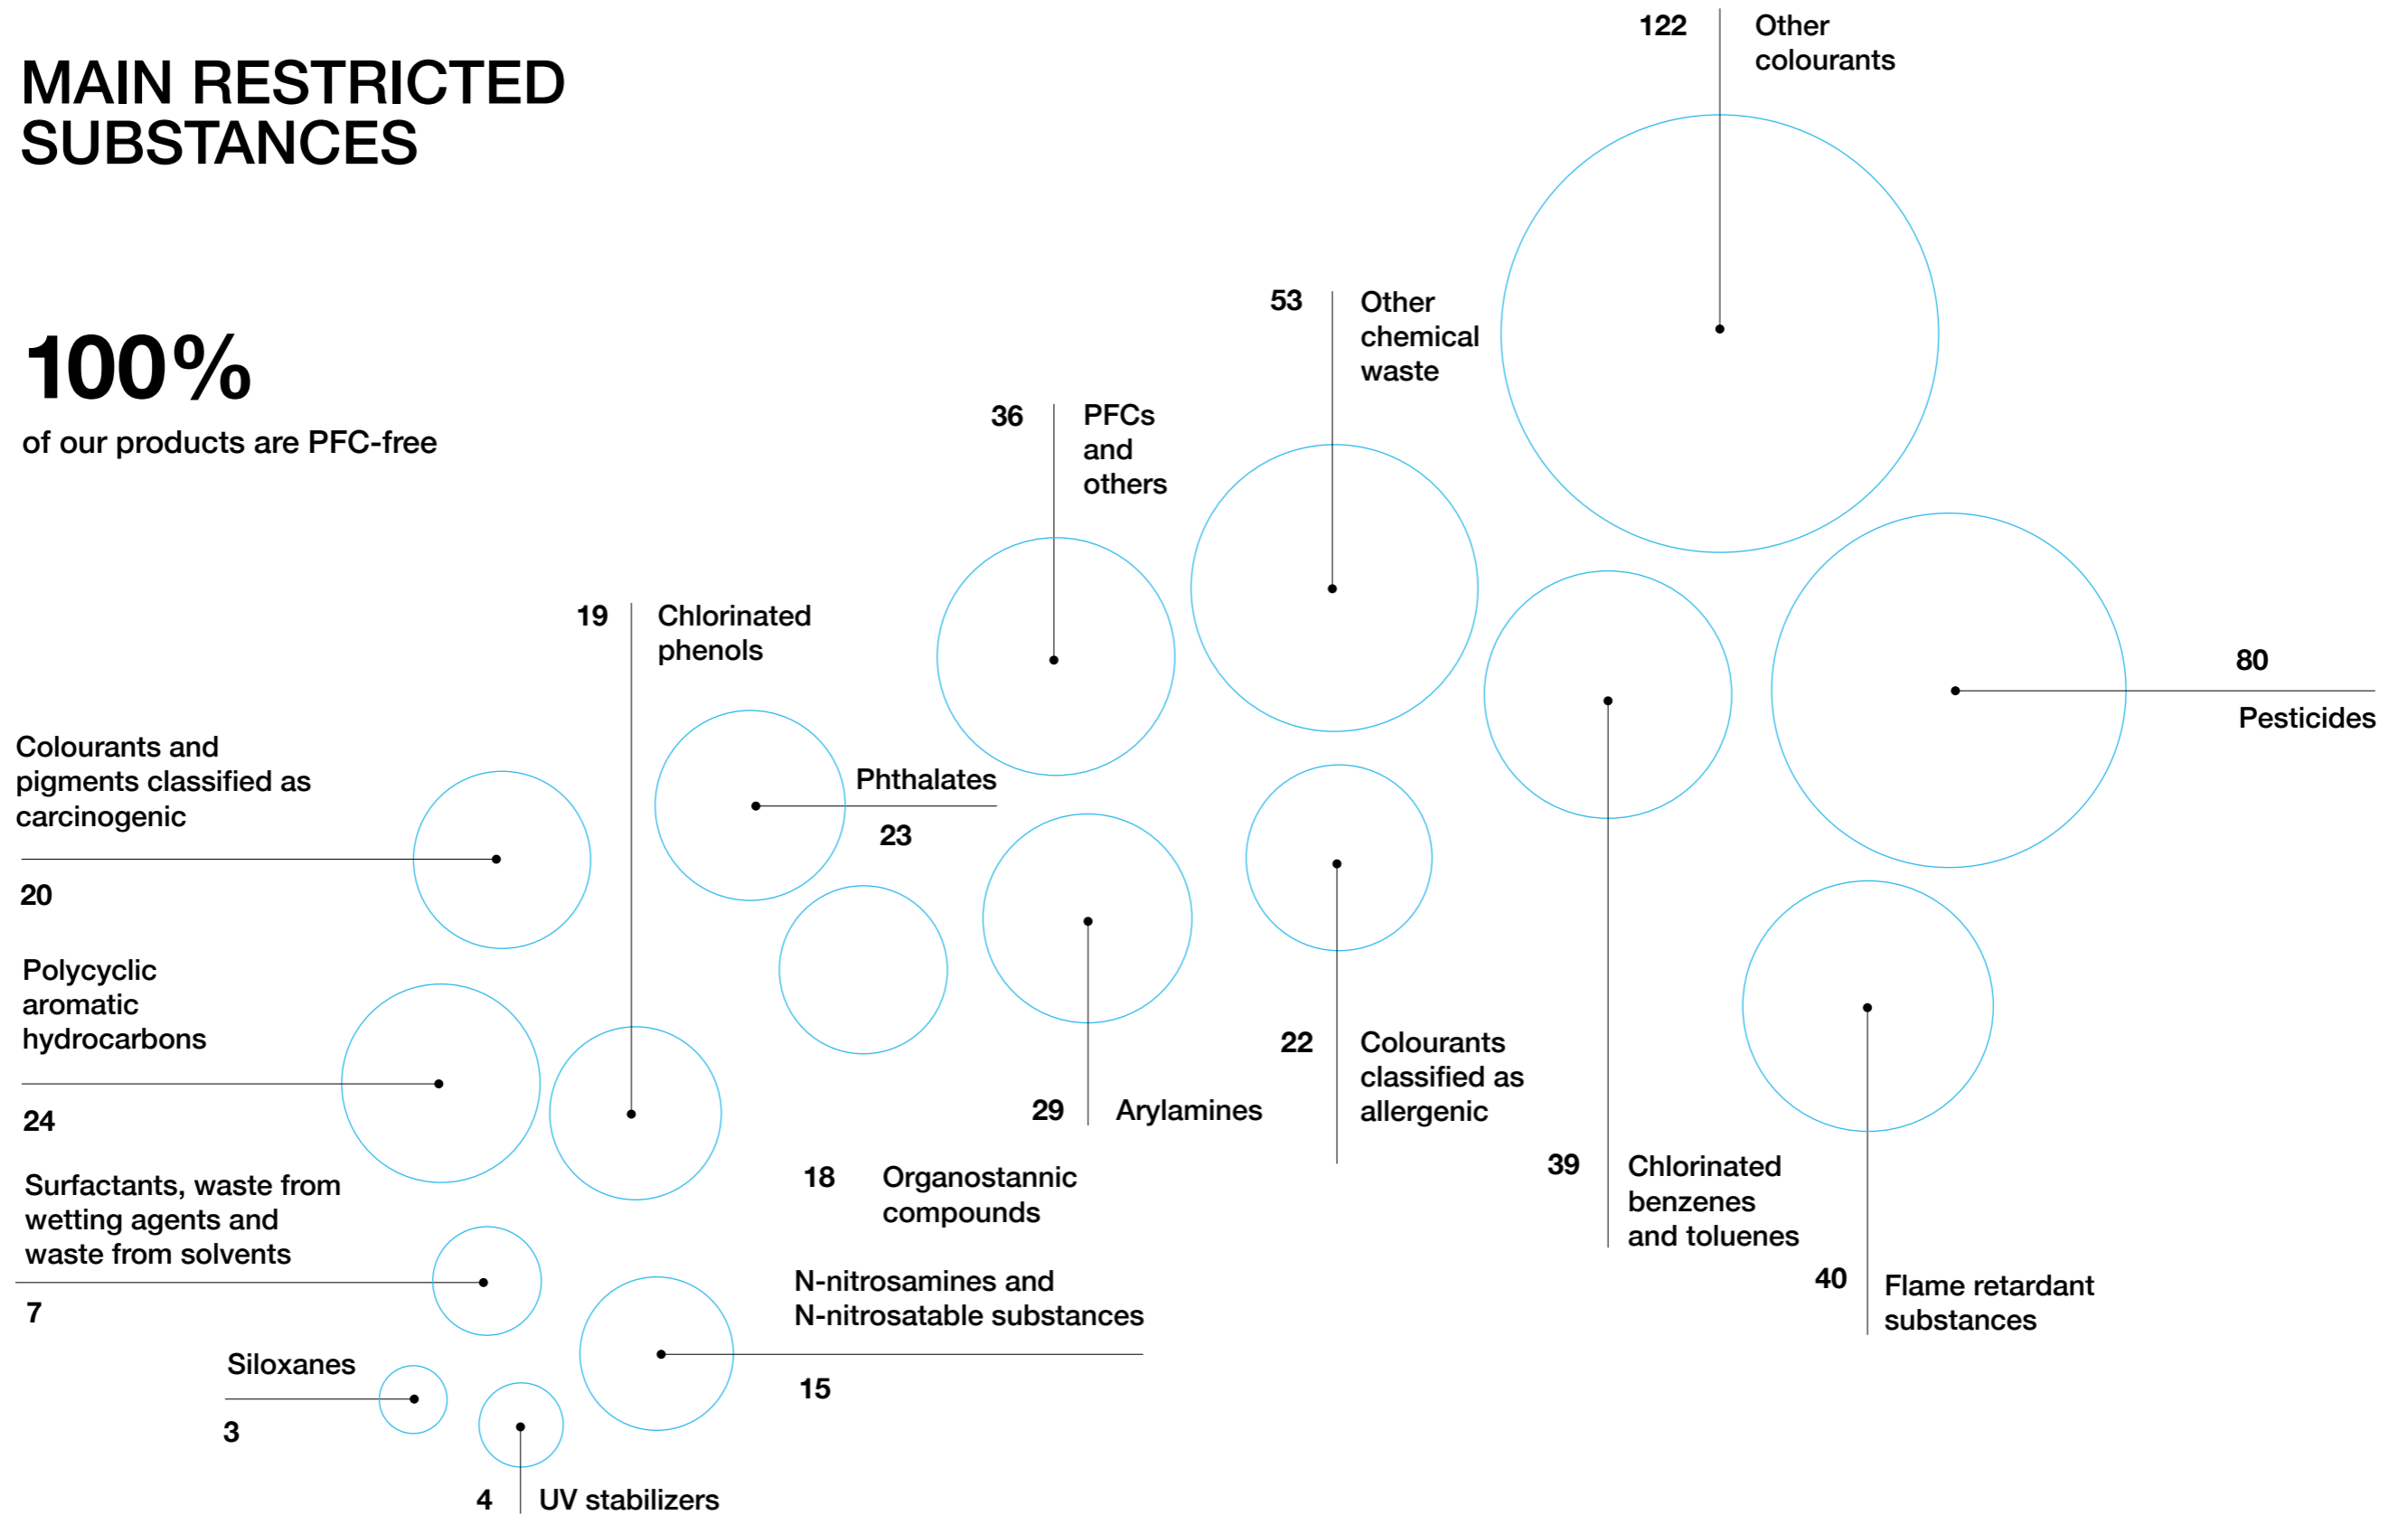 MAIN RESTRICTED
SUBSTANCES
100%
of our products are PFC-free
122
Other
colourants
53
Other
chemical
waste
36
PFCs
and
others
19
Chlorinated
phenols
80
Pesticides
Colourants and
pigments classified as
carcinogenic
20
Phthalates
23
Polycyclic
aromatic
hydrocarbons
24
29
Arylamines
22
Colourants
classified as
allergenic
18
Organostannic
compounds
39
Chlorinated
benzenes
and toluenes
40
Flame retardant
substances
Surfactants, waste from
wetting agents and
waste from solvents
7
N-nitrosamines and
N-nitrosatable substances
15
Siloxanes
3
4
UV stabilizers